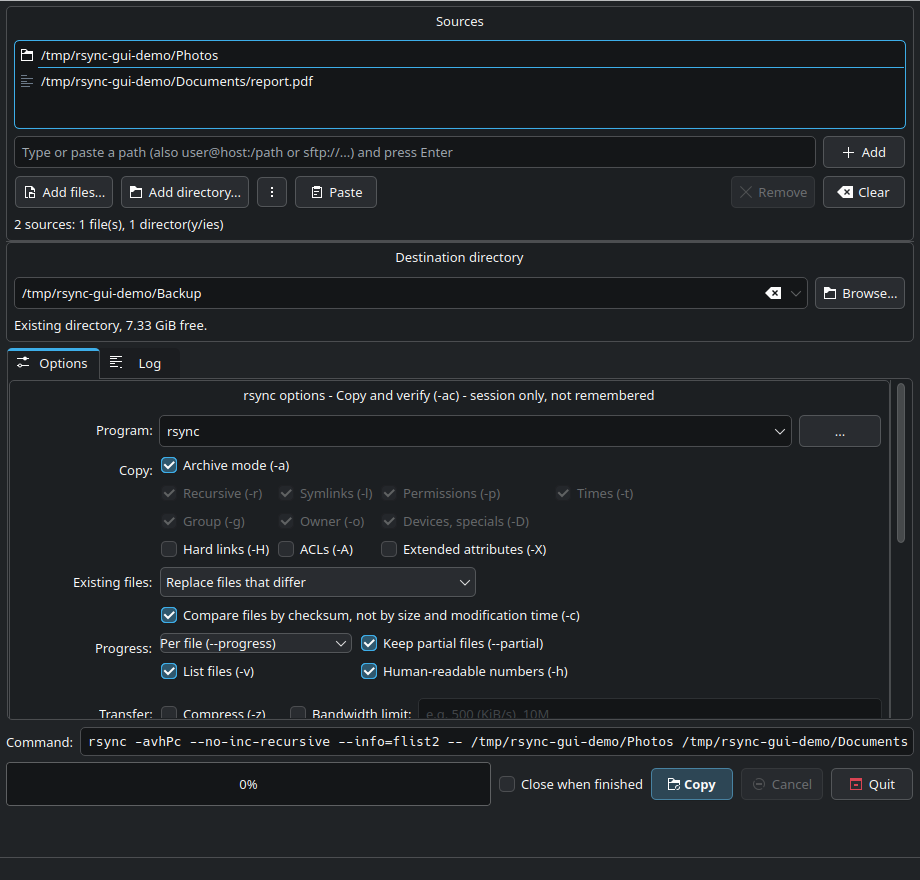 Sources
/tmp/rsync-gui-demo/Photos
/tmp/rsync-gui-demo/Documents/report.pdf
Type or paste a path (also user@host:/path or sftp://...) and press Enter
Add
Add files...
Add directory...
Paste
Remove
Clear
2 sources: 1 file(s), 1 director(y/ies)
Destination directory
/tmp/rsync-gui-demo/Backup
Browse...
Existing directory, 7.33 GiB free.
Options
Log
rsync options - Copy and verify (-ac) - session only, not remembered
Program: rsync ...
Copy: Archive mode (-a)
Recursive (-r) Symlinks (-l) Permissions (-p) Times (-t)
Group (-g) Owner (-o) Devices, specials (-D)
Hard links (-H) ACLs (-A) Extended attributes (-X)
Existing files: Replace files that differ
Compare files by checksum, not by size and modification time (-c)
Progress: Per file (--progress) Keep partial files (--partial)
List files (-v) Human-readable numbers (-h)
Transfer: Compress (-z) Bandwidth limit: e.g. 500 (KiB/s), 10M
Command: rsync -avhPc --no-inc-recursive --info=flist2 -- /tmp/rsync-gui-demo/Photos /tmp/rsync-gui-demo/Documents
0% Close when finished Copy Cancel Quit